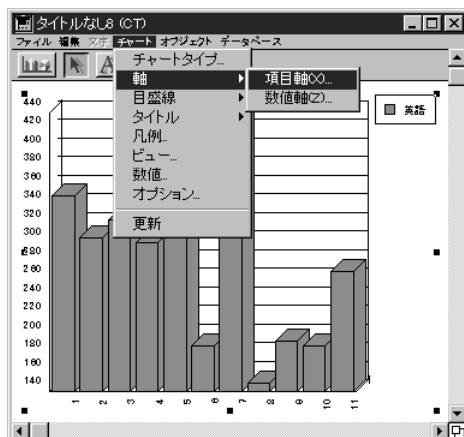 タイトルなし8 (CT)
ファイル 編集 文字 チャート オブジェクト データベース
A
チャートタイプ...
軸
項目軸(X)...
目盛線
数値軸(Z)...
タイトル
凡例...
ビュー...
数値...
オプション...
更新
英語
440
420
400
380
360
340
320
300
280
260
240
220
200
180
160
140
1 2 3 4 5 6 7 8 9 10 11